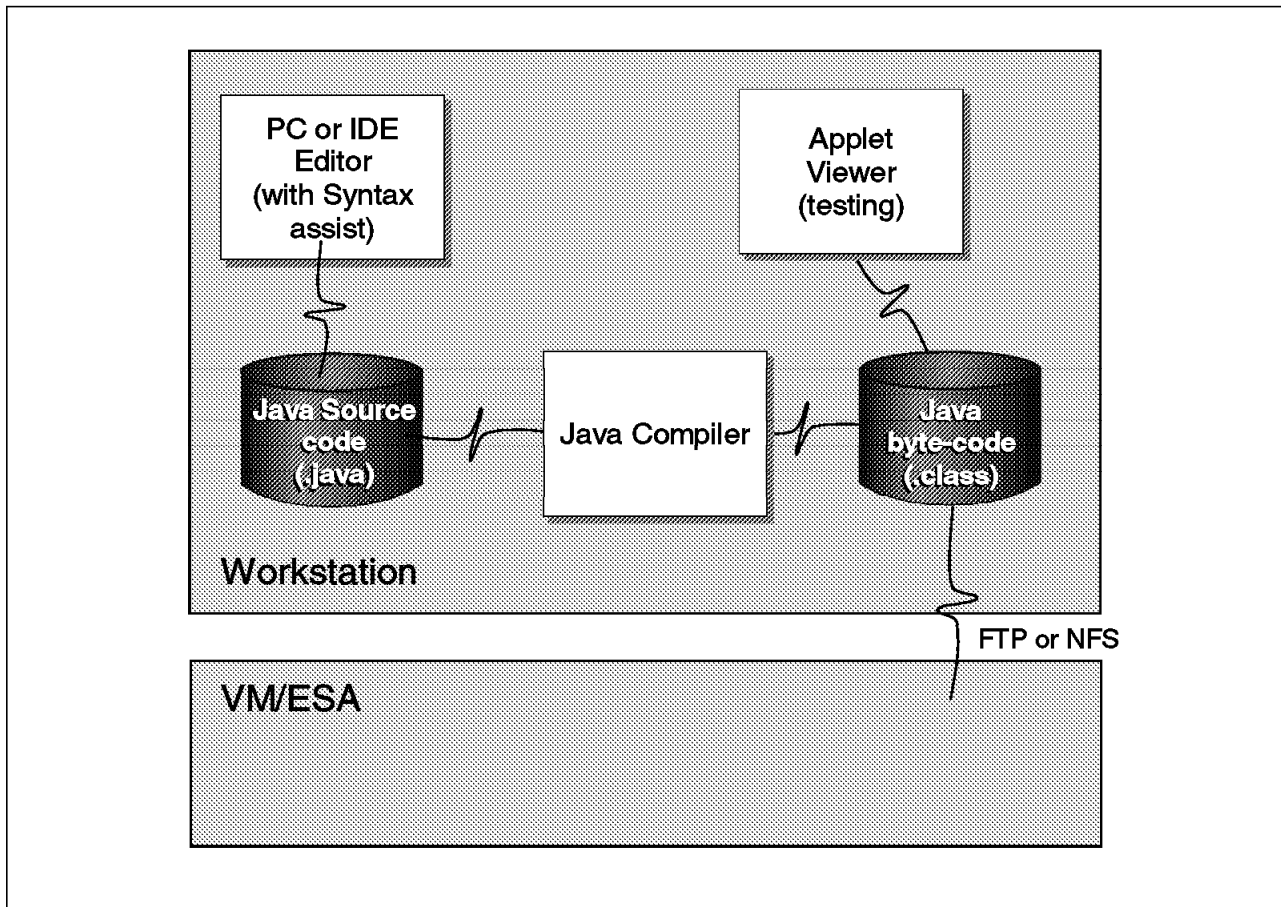 PC or IDE
Editor
(with Syntax
assist)
Applet
Viewer
(testing)
Java Source
code
(.java)
Java Compiler
Java
byte-code
(.class)
Workstation
FTP or NFS
VM/ESA